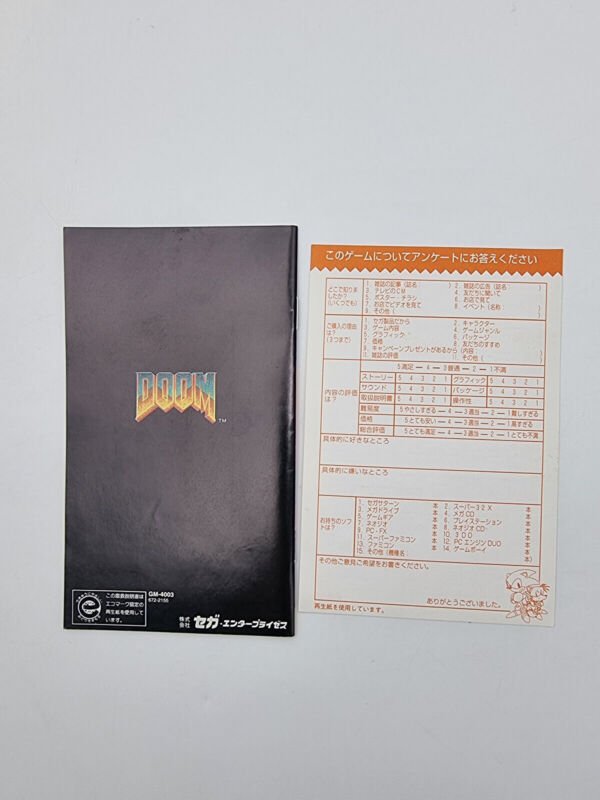 DOOM
TM
この取扱説明書は
エコマーク認定の
再生紙を使用して
います。
GM-4003
672-2155
株式会社 セガ・エンタープライゼス
このゲームについてアンケートにお答えください
どこで知りましたか?(いくつでも)
1. 雑誌の記事(誌名 ) 2. 雑誌の広告(誌名 )
3. テレビのCM 4. 友だちに聞いて
5. ポスター・チラシ 6. お店で見て
7. お店でビデオを見て 8. イベント(名称 )
9. その他( )
ご購入の理由は?(3つまで)
1. セガ製品だから 2. キャラクター
3. ゲーム内容 4. ゲームジャンル
5. グラフィック 6. パッケージ
7. 価格 8. 友だちのすすめ
9. キャンペーンプレゼントがあるから(内容: )
10. 雑誌の評価 11. その他( )
内容の評価は?
5満足-4-3普通-2-1不満
ストーリー 5 4 3 2 1 グラフィック 5 4 3 2 1
サウンド 5 4 3 2 1 パッケージ 5 4 3 2 1
取扱説明書 5 4 3 2 1 操作性 5 4 3 2 1
難易度 5やさしすぎる-4-3適当-2-1難しすぎる
価格 5とても安い-4-3適当-2-1高すぎる
総合評価 5とても満足-4-3適当-2-1とても不満
具体的に好きなところ
具体的に嫌いなところ
お持ちのソフトは?
1. セガサターン 本 2. スーパー32X 本
3. メガドライブ 本 4. メガCD 本
5. ゲームギア 本 6. プレイステーション 本
7. ネオジオ 本 8. ネオジオCD 本
9. PC-FX 本 10. 3DO 本
11. スーパーファミコン 本 12. PCエンジンDUO 本
13. ファミコン 本 14. ゲームボーイ 本
15. その他(機種名 ) 本
その他ご意見ご希望をお書きください。
ありがとうございました。
再生紙を使用しています。